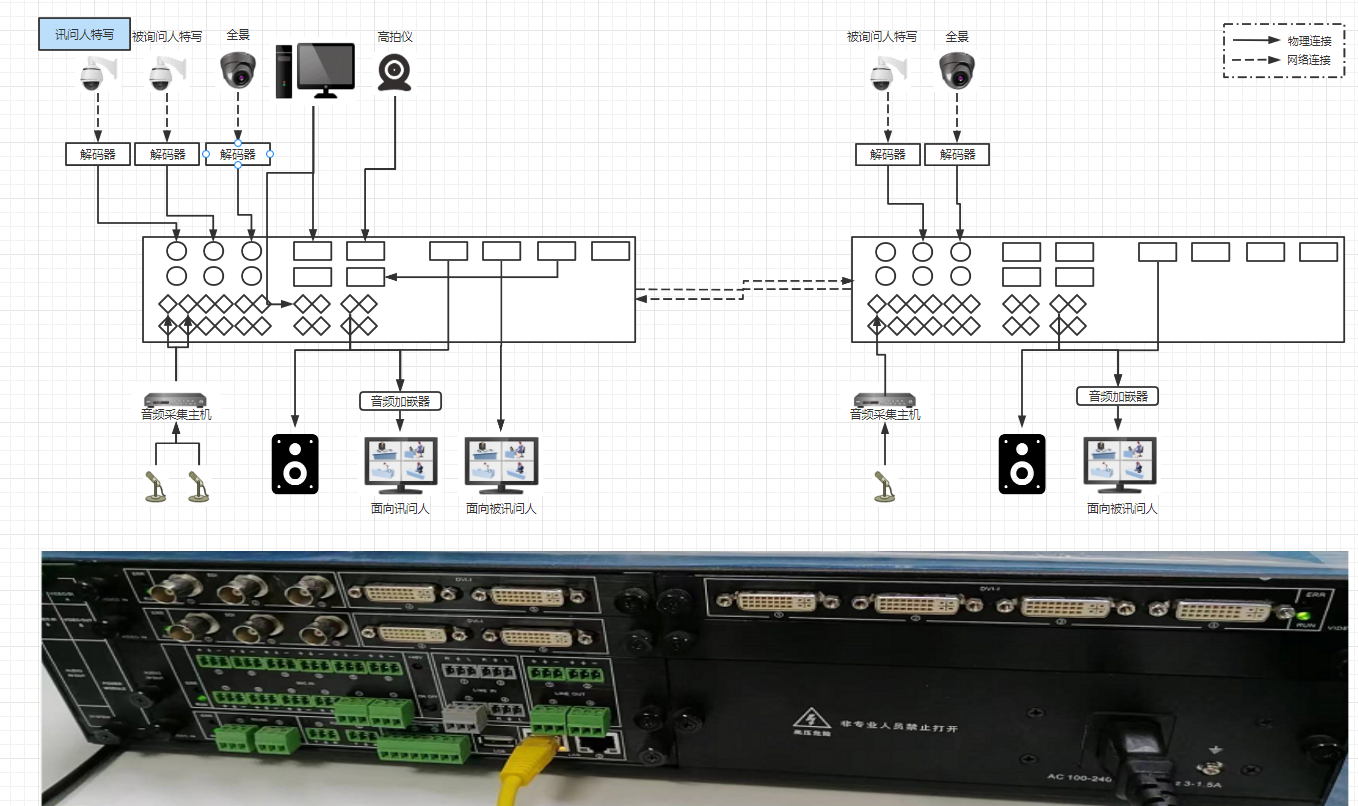 讯问人特写
被询问人特写
全景
高拍仪
被询问人特写
全景
物理连接
网络连接
解码器
解码器
解码器
解码器
解码器
音频采集主机
音频加嵌器
音频采集主机
音频加嵌器
面向讯问人
面向被讯问人
面向被讯问人
ERR
SDI
DVI-I
DVI-I
ERR
RUN
DVI-I
MIC IN
LINE IN
LINE OUT
ON OFF
高压危险
非专业人员禁止打开
AC 100-240
z 3-1.5A